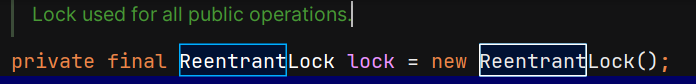 Lock used for all public operations.
private final ReentrantLock lock = new ReentrantLock();